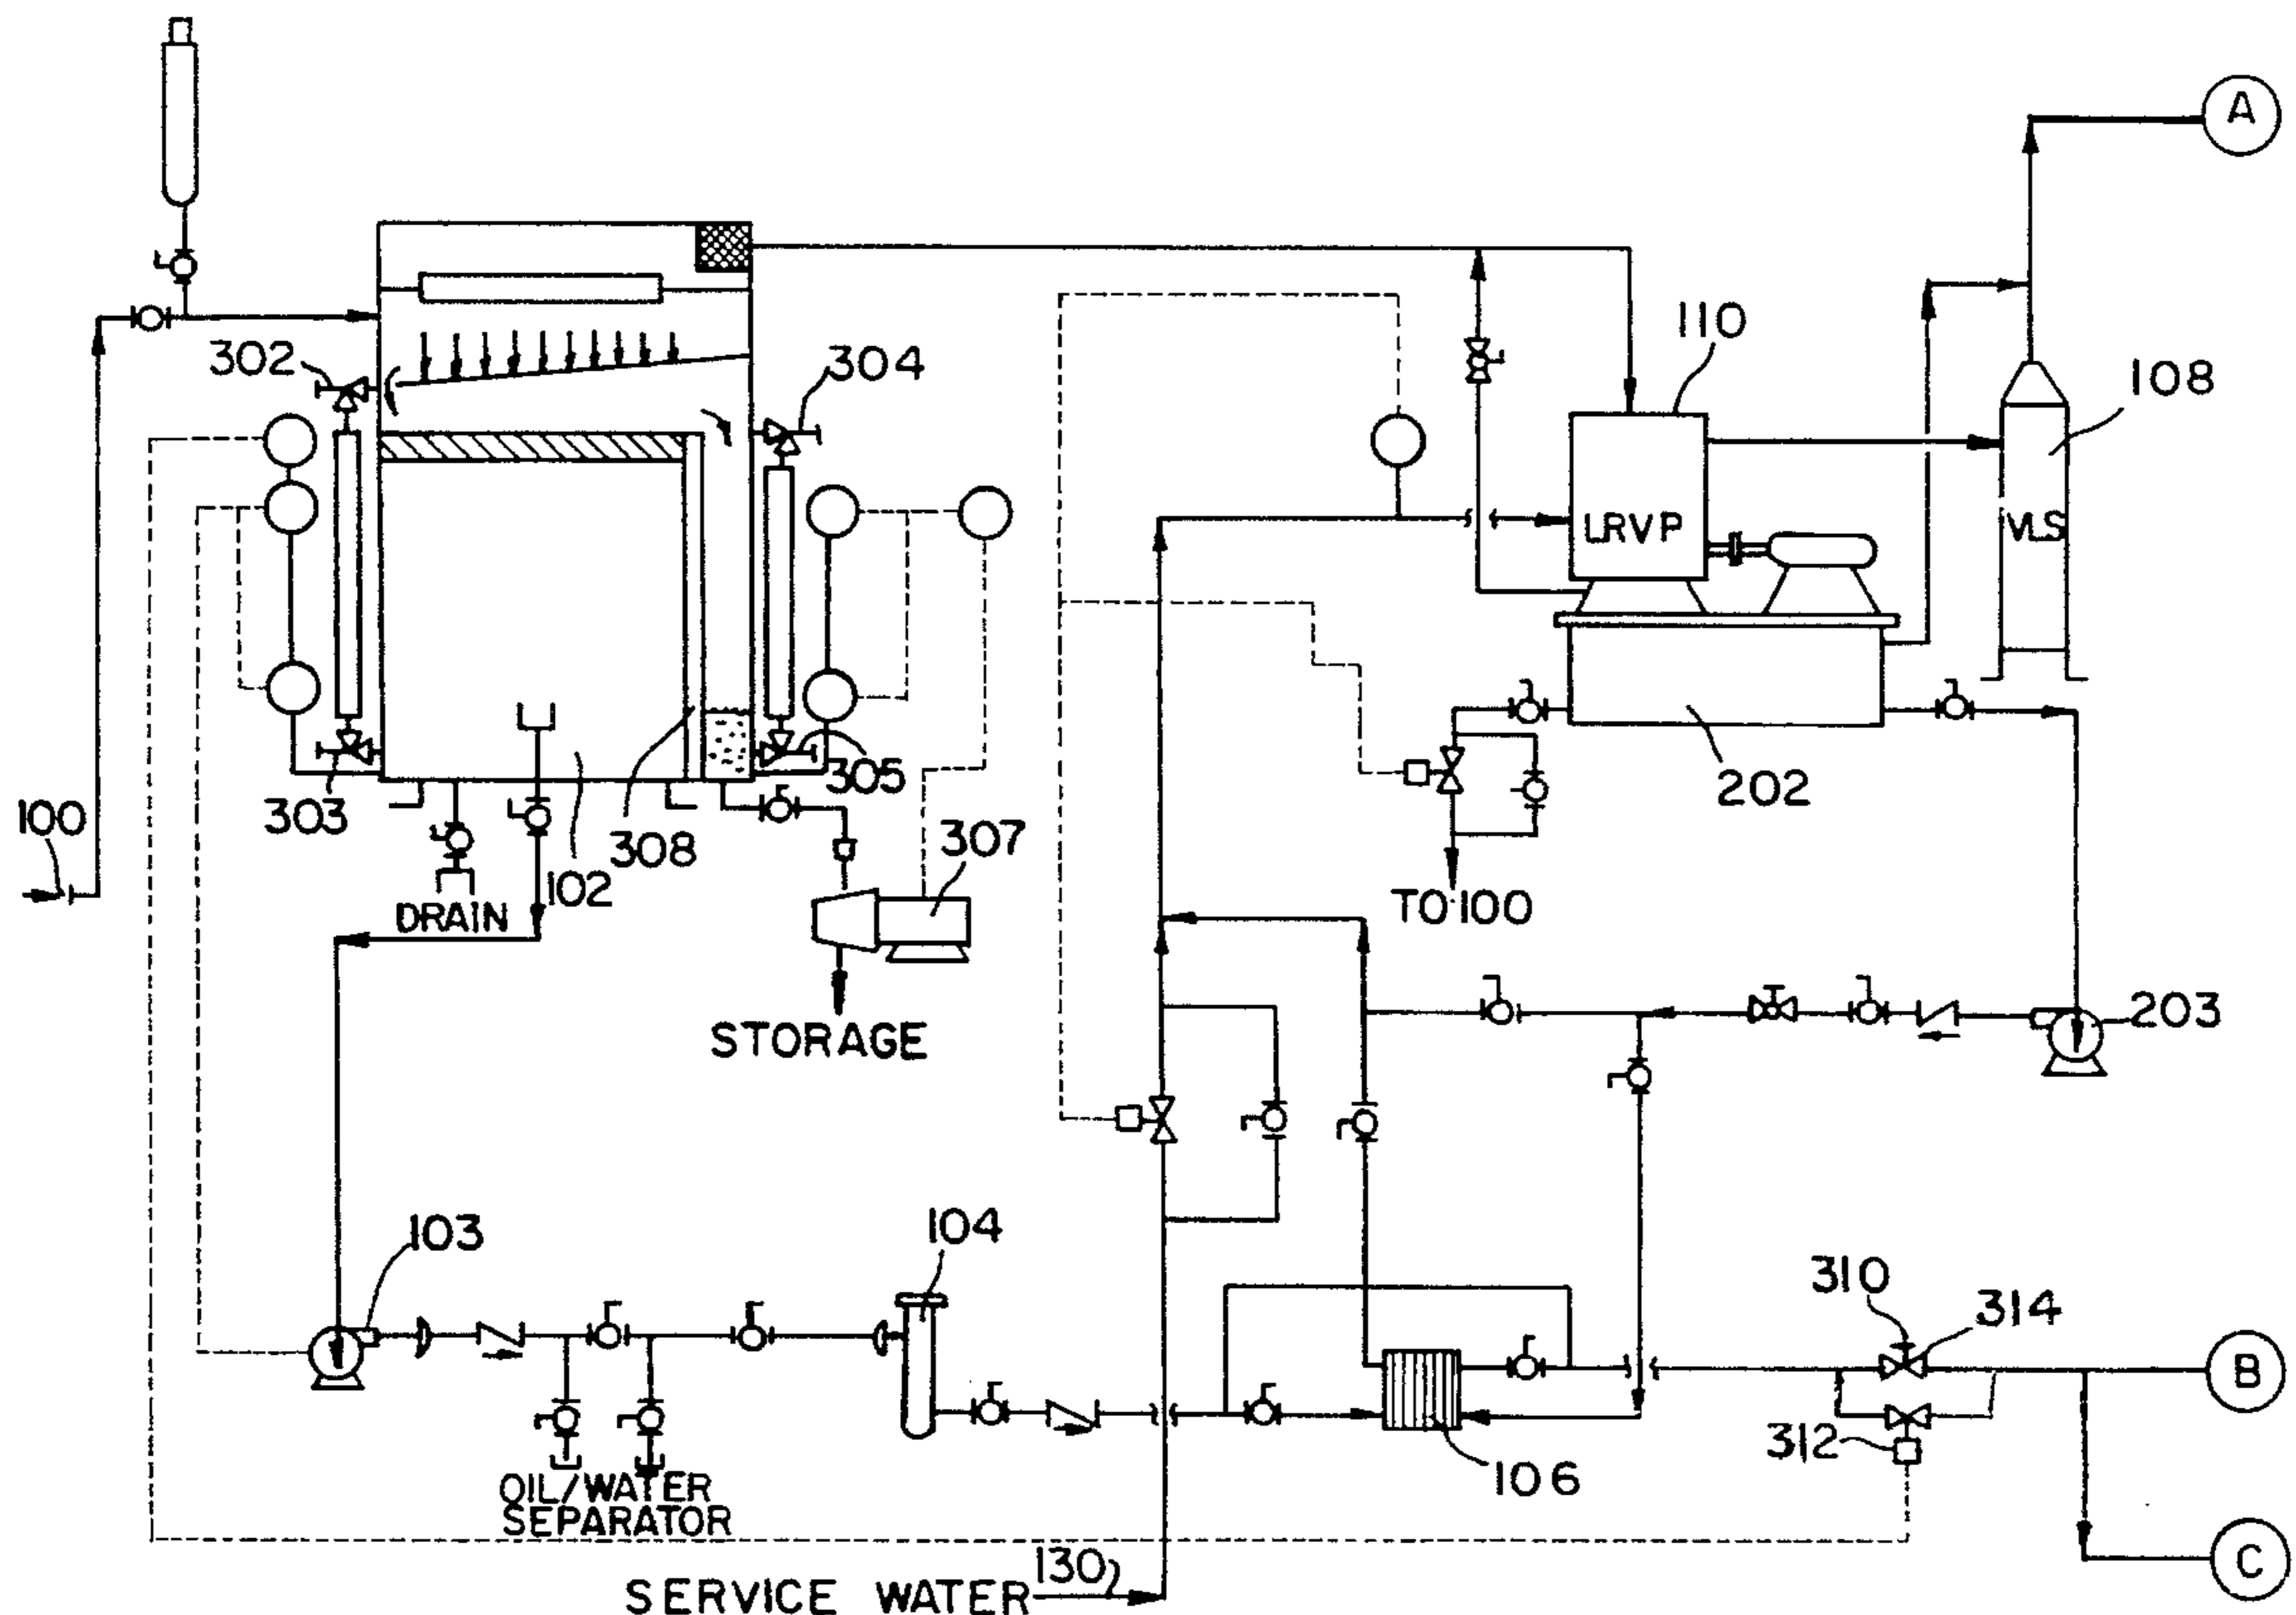 A
110
302
304
108
LRVP
VLS
303
305
202
100
308
307
102
DRAIN
TO 100
203
STORAGE
103
104
310
314
B
312
106
OIL/WATER
SEPARATOR
130
C
SERVICE WATER